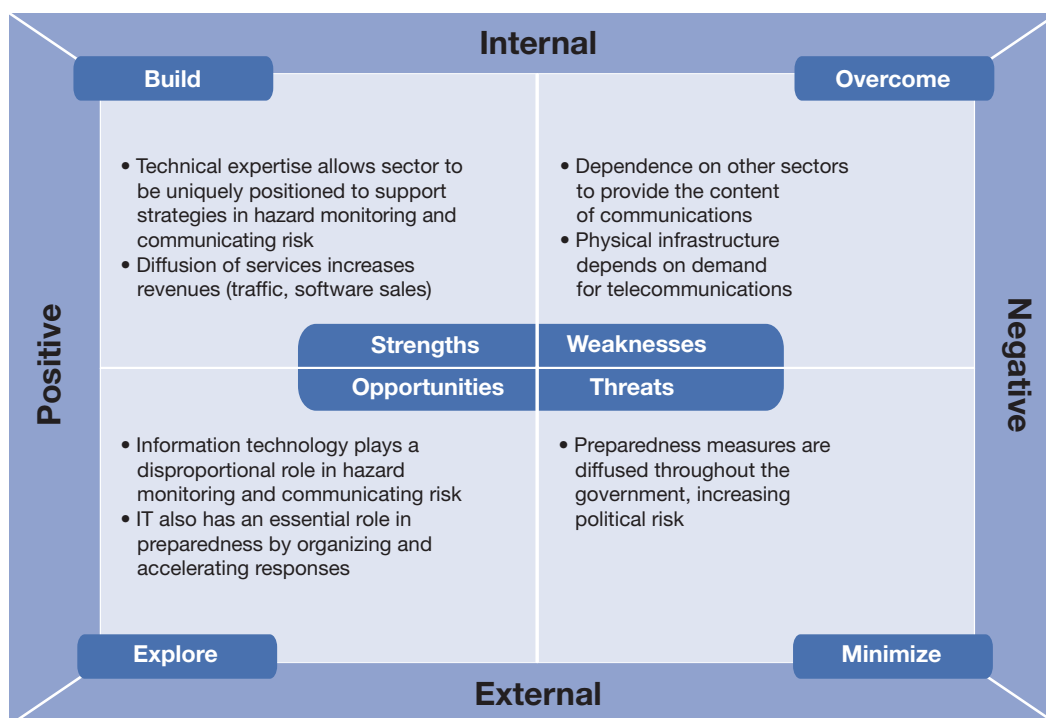 Internal
Build
Overcome
• Technical expertise allows sector to
be uniquely positioned to support
strategies in hazard monitoring and
communicating risk
• Diffusion of services increases
revenues (traffic, software sales)
• Dependence on other sectors
to provide the content
of communications
• Physical infrastructure
depends on demand
for telecommunications
Positive
Negative
Strengths
Weaknesses
Opportunities
Threats
• Information technology plays a
disproportional role in hazard
monitoring and communicating risk
• IT also has an essential role in
preparedness by organizing and
accelerating responses
• Preparedness measures are
diffused throughout the
government, increasing
political risk
Explore
Minimize
External